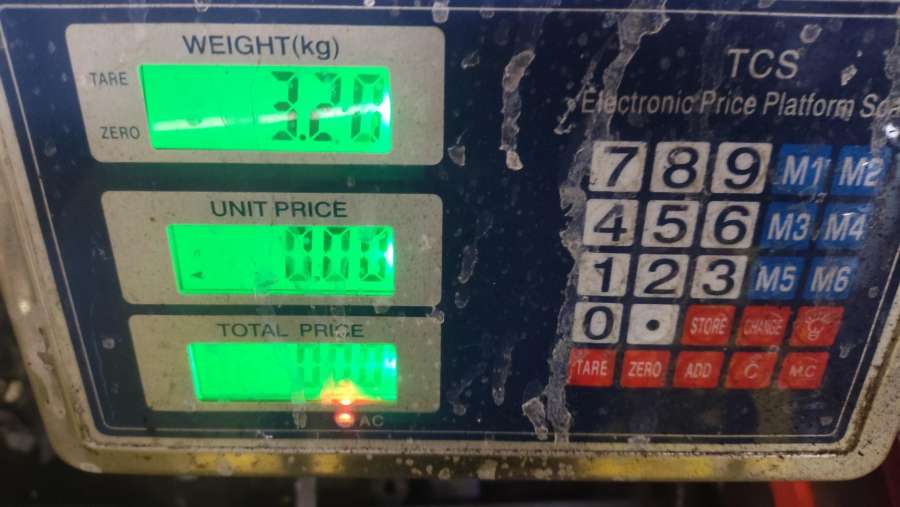 WEIGHT(kg)
TARE
ZERO
3.20
UNIT PRICE
0.00
TOTAL PRICE
AC
TCS
Electronic Price Platform
7 8 9 M1 M2
4 5 6 M3 M4
1 2 3 M5 M6
0 . STORE CHANGE
TARE ZERO ADD C M.C